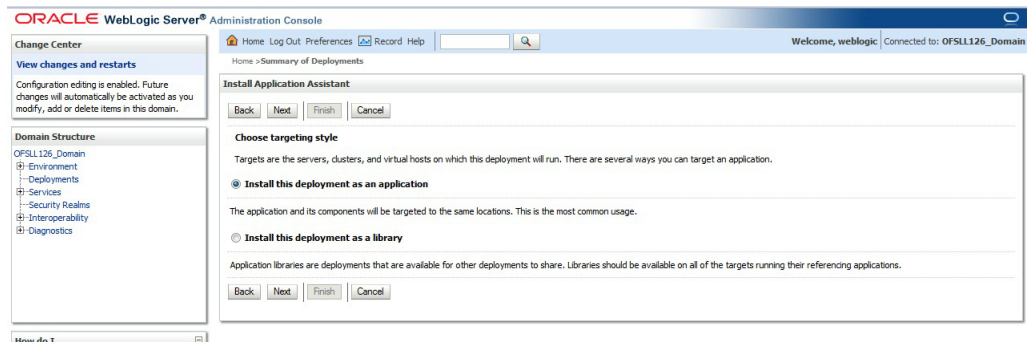 ORACLE WebLogic Server® Administration Console
Change Center
View changes and restarts
Configuration editing is enabled. Future
changes will automatically be activated as you
modify, add or delete items in this domain.
Domain Structure
OFSLL126_Domain
Environment
Deployments
Services
Security Realms
Interoperability
Diagnostics
How do I
Home Log Out Preferences Record Help
Welcome, weblogic Connected to: OFSLL126_Domain
Home >Summary of Deployments
Install Application Assistant
Back Next Finish Cancel
Choose targeting style
Targets are the servers, clusters, and virtual hosts on which this deployment will run. There are several ways you can target an application.
Install this deployment as an application
The application and its components will be targeted to the same locations. This is the most common usage.
Install this deployment as a library
Application libraries are deployments that are available for other deployments to share. Libraries should be available on all of the targets running their referencing applications.
Back Next Finish Cancel